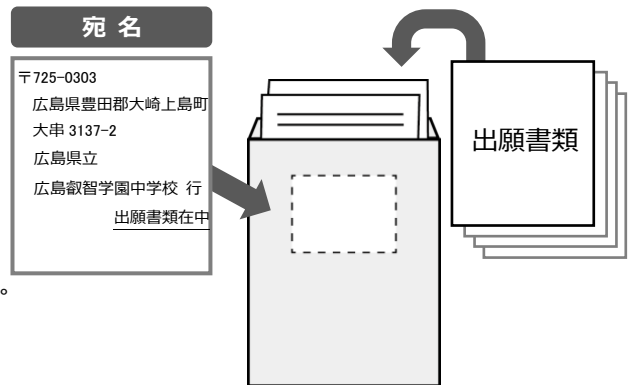 宛名
〒725-0303
広島県豊田郡大崎上島町
大串 3137-2
広島県立
広島叡智学園中学校 行
出願書類在中
出願書類
。